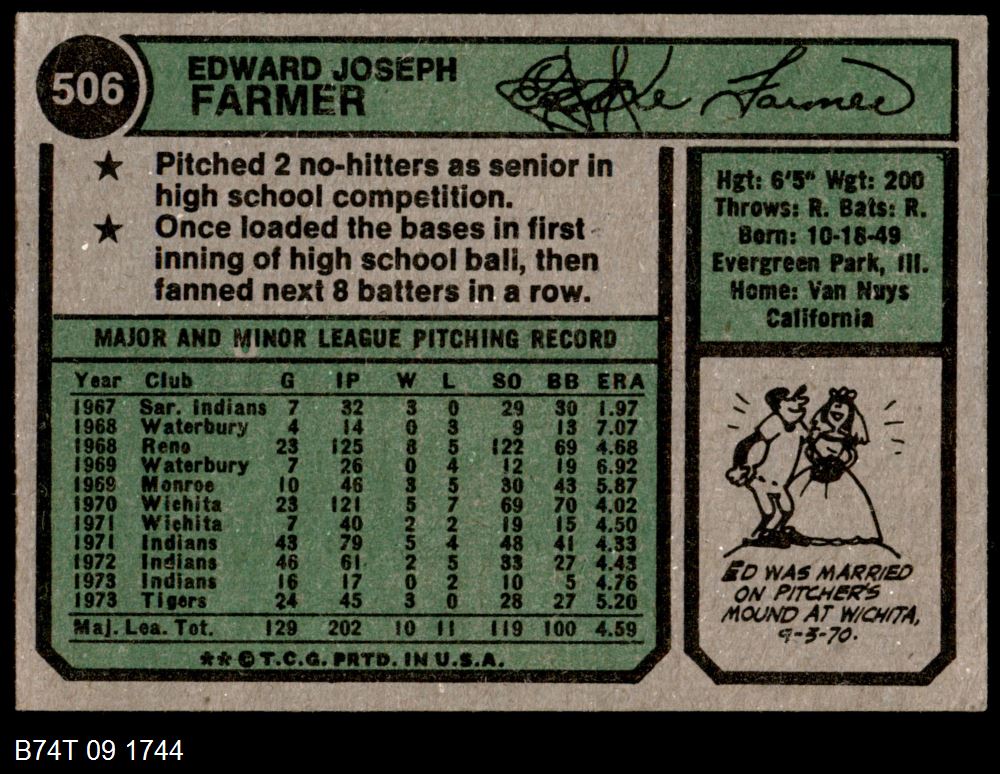 506
EDWARD JOSEPH
FARMER
Farmer
★ Pitched 2 no-hitters as senior in
high school competition.
★ Once loaded the bases in first
inning of high school ball, then
fanned next 8 batters in a row.
Hgt: 6'5" Wgt: 200
Throws: R. Bats: R.
Born: 10-18-49
Evergreen Park, Ill.
Home: Van Nuys
California
MAJOR AND MINOR LEAGUE PITCHING RECORD
Year Club G IP W L SO BB ERA
1967 Sar. Indians 7 32 3 0 29 30 1.97
1968 Waterbury 4 14 0 3 9 13 7.07
1968 Reno 23 125 8 5 122 69 4.68
1969 Waterbury 7 26 0 4 12 19 6.92
1969 Monroe 10 46 3 5 30 43 5.87
1970 Wichita 23 121 5 7 69 70 4.02
1971 Wichita 7 40 2 2 19 15 4.50
1971 Indians 43 79 5 4 48 41 4.33
1972 Indians 46 61 2 5 33 27 4.43
1973 Indians 16 17 0 2 10 5 4.76
1973 Tigers 24 45 3 0 28 27 5.20
Maj. Lea. Tot. 129 202 10 11 119 100 4.59
** © T.C.G. PRTD. IN U.S.A.
ED WAS MARRIED
ON PITCHER'S
MOUND AT WICHITA,
9-3-70.
B74T 09 1744